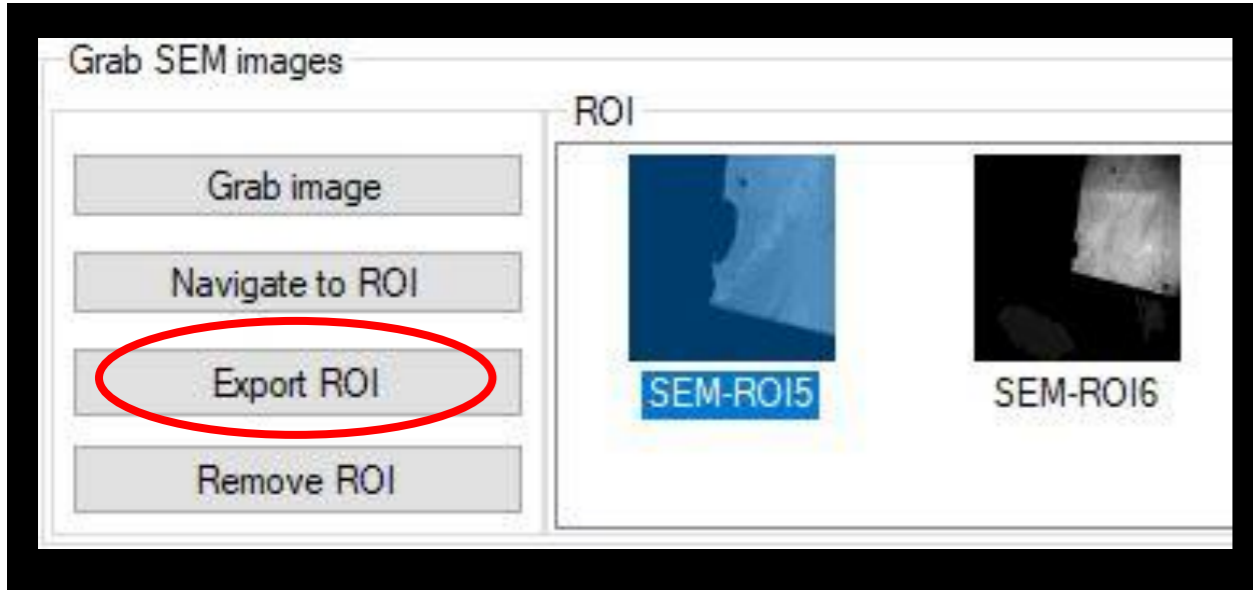 Grab SEM images
ROI
Grab image
Navigate to ROI
Export ROI
Remove ROI
SEM-ROI5
SEM-ROI6